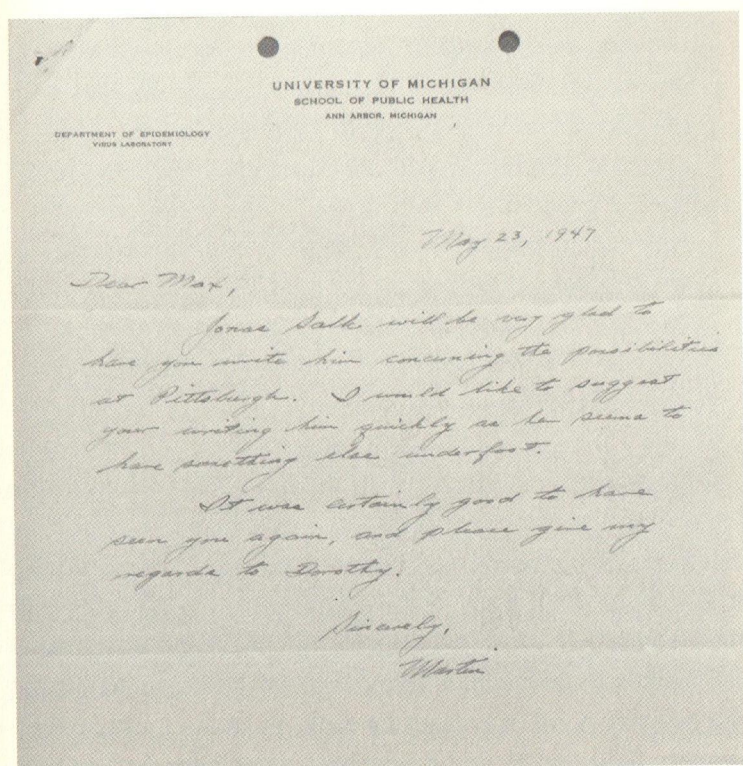 UNIVERSITY OF MICHIGAN
SCHOOL OF PUBLIC HEALTH
ANN ARBOR, MICHIGAN
DEPARTMENT OF EPIDEMIOLOGY
VIRUS LABORATORY
May 23, 1947
Dear Max,
Jonas Salk will be very glad to
have you write him concerning the possibilities
at Pittsburgh. I would like to suggest
your writing him quickly as he seems to
have something else underfoot.
It was certainly good to have
seen you again, and please give my
regards to Dorothy.
Sincerely,
Martin